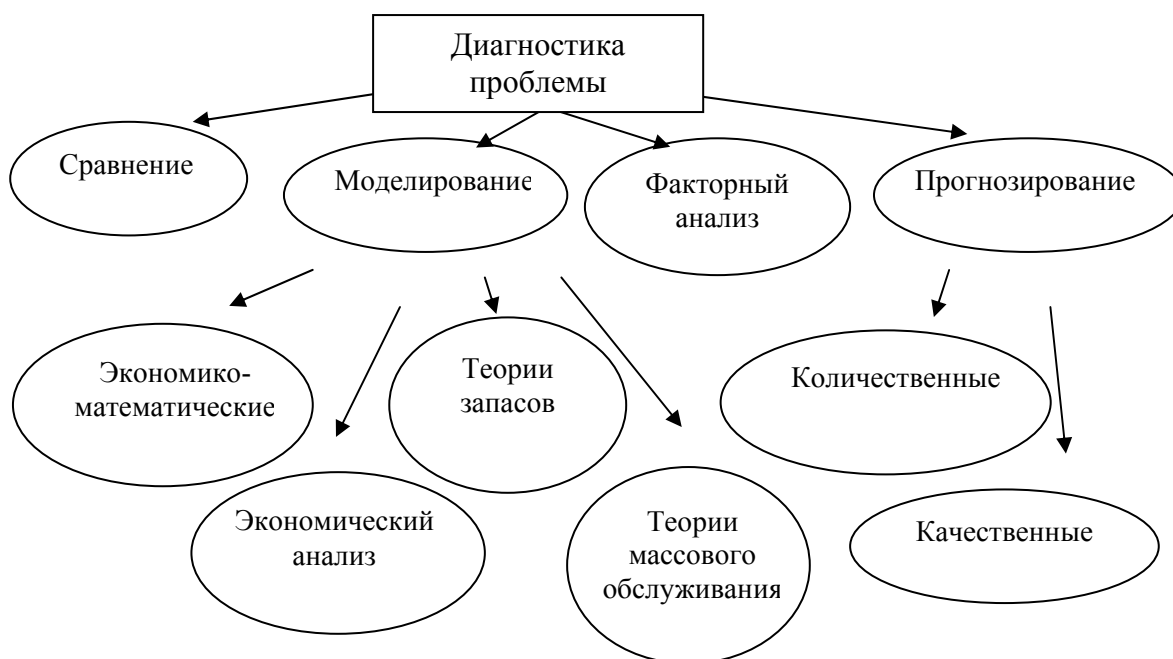 Диагностика
проблемы
Сравнение
Моделирование
Факторный
анализ
Прогнозирование
Экономико-
математические
Теории
запасов
Количественные
Экономический
анализ
Теории
массового
обслуживания
Качественные